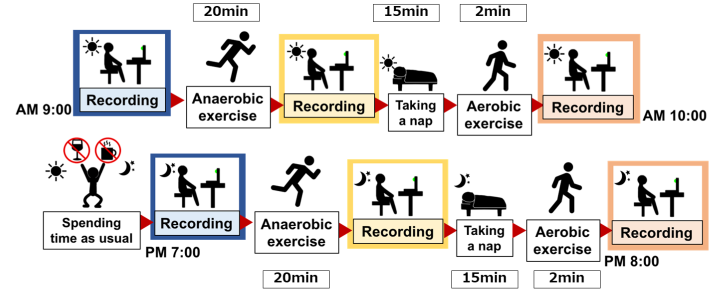 20min
15min
2min
AM 9:00
Recording
Anaerobic
exercise
Recording
Taking
a nap
Aerobic
exercise
Recording
AM 10:00
Spending
time as usual
Recording
PM 7:00
Anaerobic
exercise
Recording
Taking
a nap
Aerobic
exercise
Recording
PM 8:00
20min
15min
2min